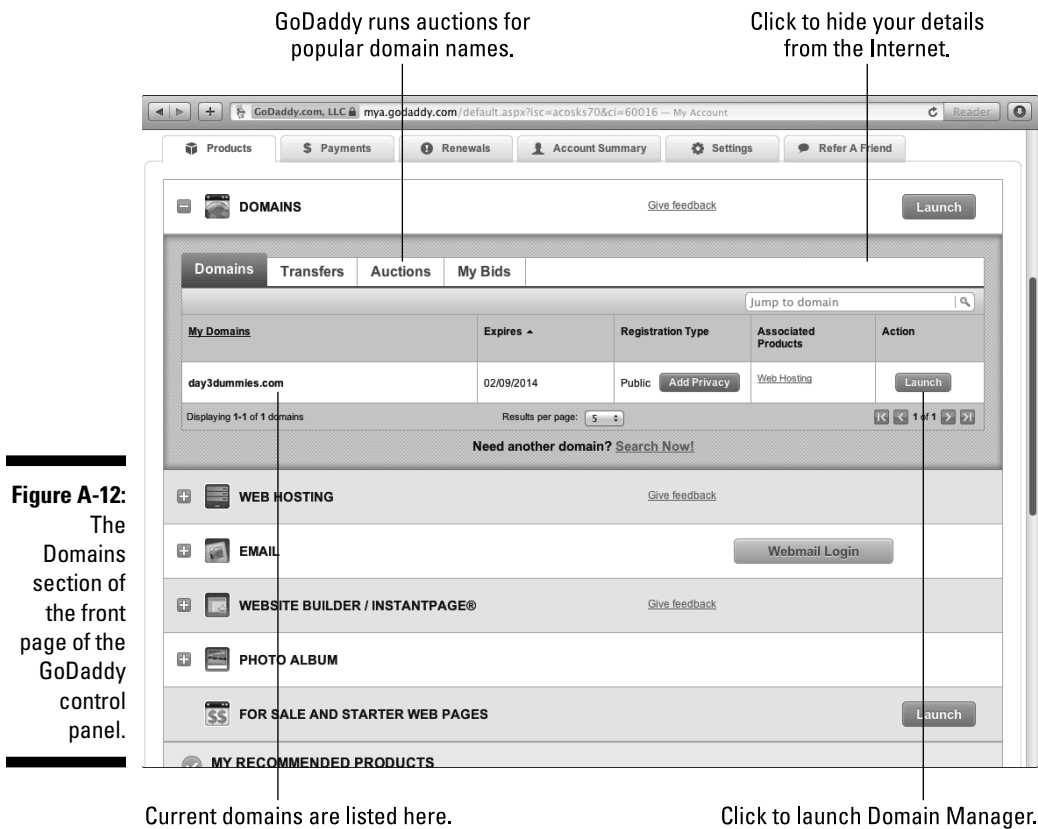 GoDaddy runs auctions for
popular domain names.
Click to hide your details
from the Internet.
GoDaddy.com, LLC mya.godaddy.com/default.aspx?isc=acosks70&ci=60016 — My Account
Reader
Products
$ Payments
Renewals
Account Summary
Settings
Refer A Friend
DOMAINS
Give feedback
Launch
Domains
Transfers
Auctions
My Bids
Jump to domain
My Domains
Expires
Registration Type
Associated
Products
Action
day3dummies.com
02/09/2014
Public
Add Privacy
Web Hosting
Launch
Displaying 1-1 of 1 domains
Results per page: 5
1 of 1
Need another domain? Search Now!
WEB HOSTING
Give feedback
EMAIL
Webmail Login
WEBSITE BUILDER / INSTANTPAGE®
Give feedback
PHOTO ALBUM
$$
FOR SALE AND STARTER WEB PAGES
Launch
MY RECOMMENDED PRODUCTS
Figure A-12:
The
Domains
section of
the front
page of the
GoDaddy
control
panel.
Current domains are listed here.
Click to launch Domain Manager.